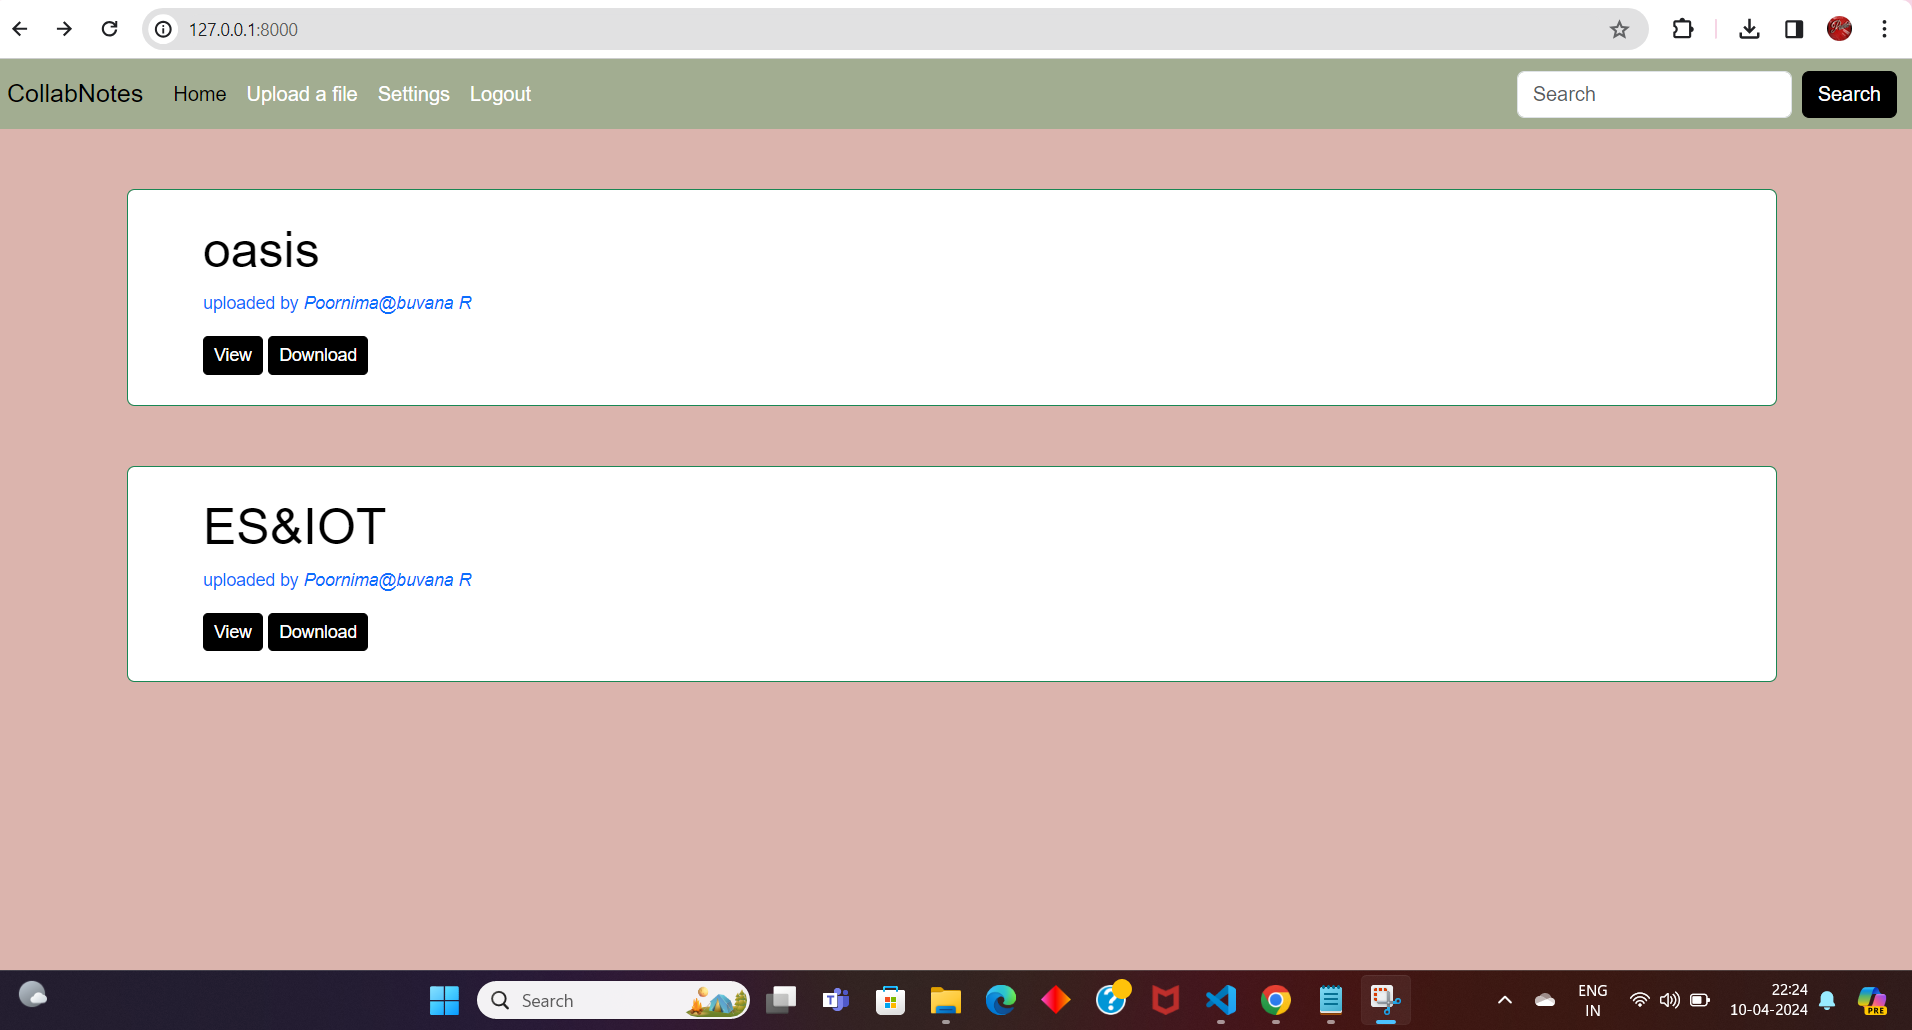 127.0.0.1:8000
CollabNotes Home Upload a file Settings Logout Search Search
oasis
uploaded by Poornima@buvana R
View Download
ES&IOT
uploaded by Poornima@buvana R
View Download
Search
ENG
IN
22:24
10-04-2024
PRE